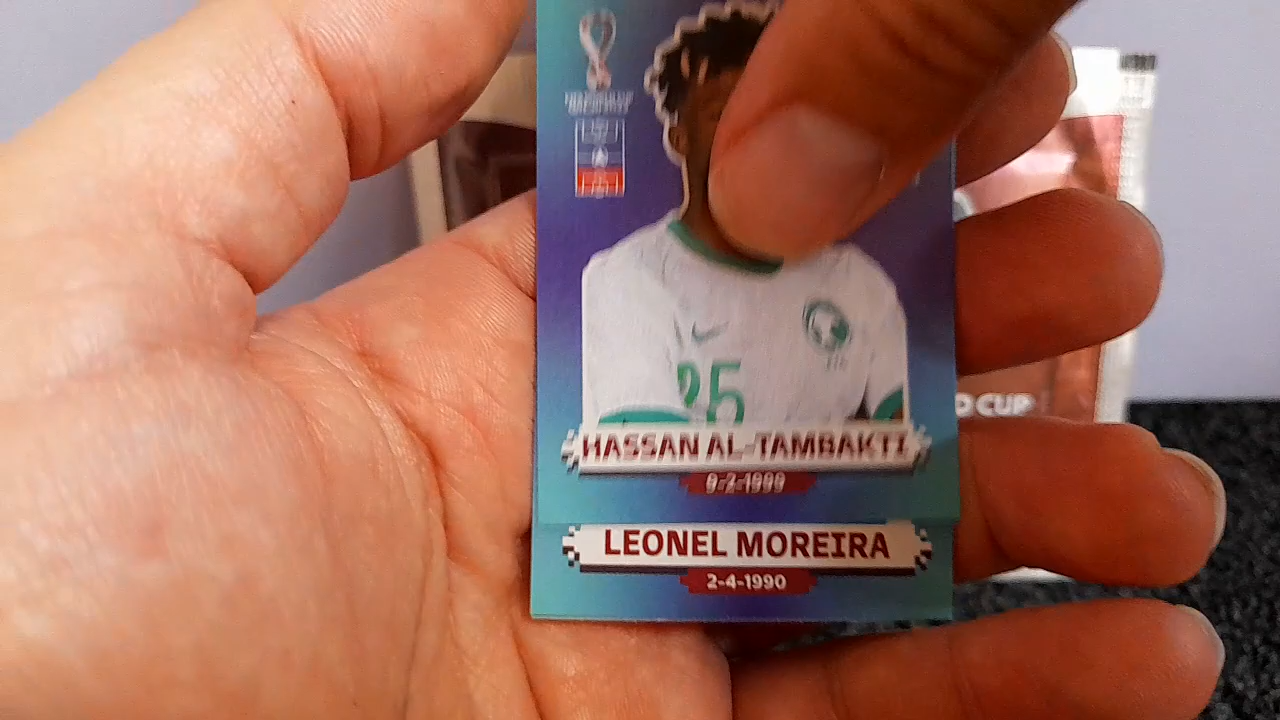 25
HASSAN AL-TAMBAKTI
9-2-1999
LEONEL MOREIRA
2-4-1990
D CUP